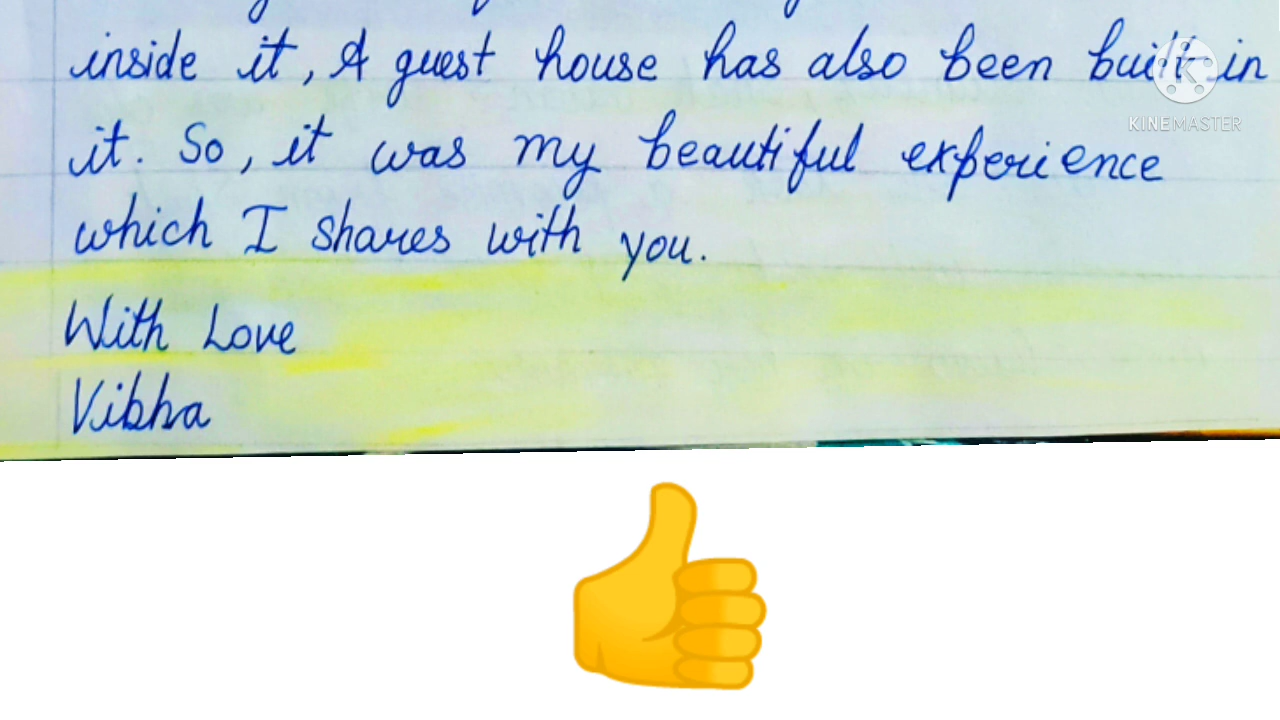 inside it, A guest house has also been built in
it. So, it was my beautiful experience
which I shares with you.
With Love
Vibha
KINEMASTER